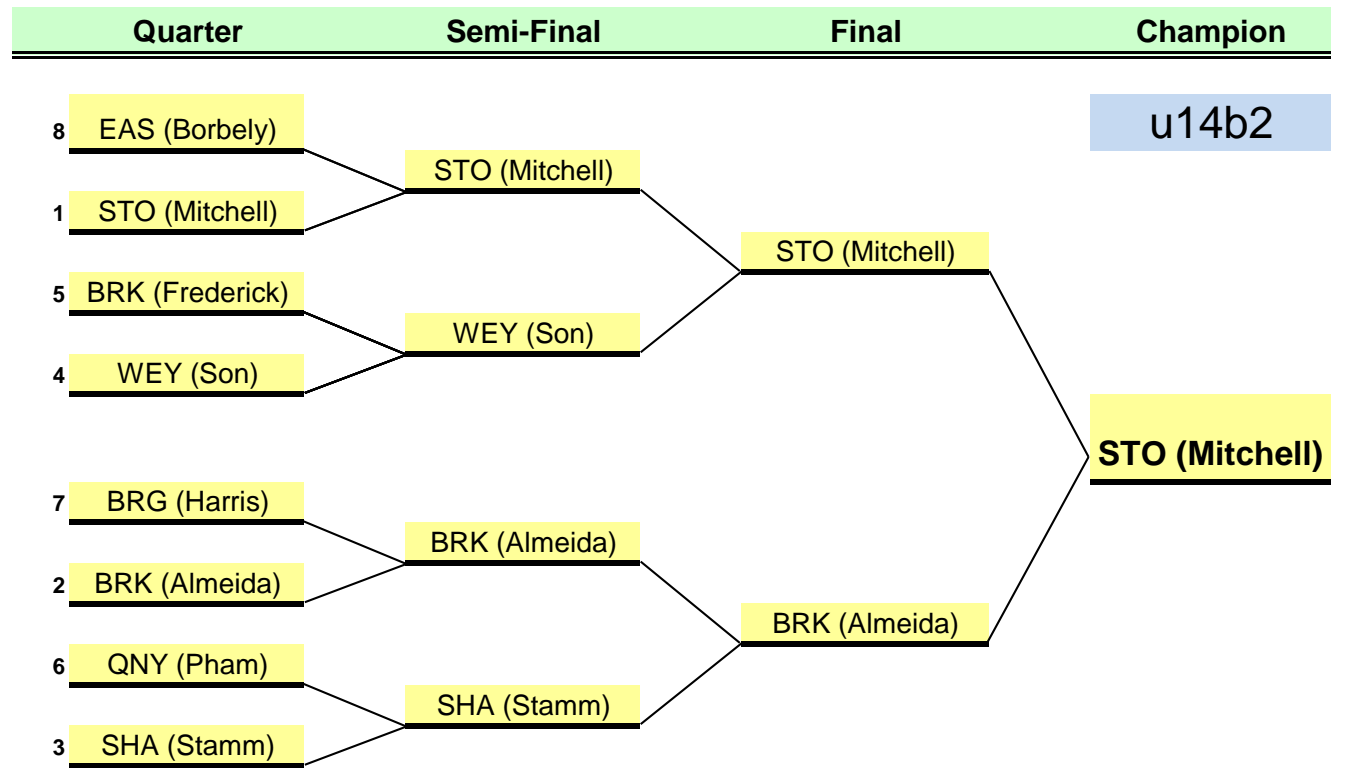 Quarter Semi-Final Final Champion
u14b2
8 EAS (Borbely)
STO (Mitchell)
1 STO (Mitchell)
STO (Mitchell)
5 BRK (Frederick)
WEY (Son)
4 WEY (Son)
STO (Mitchell)
7 BRG (Harris)
BRK (Almeida)
2 BRK (Almeida)
BRK (Almeida)
6 QNY (Pham)
SHA (Stamm)
3 SHA (Stamm)